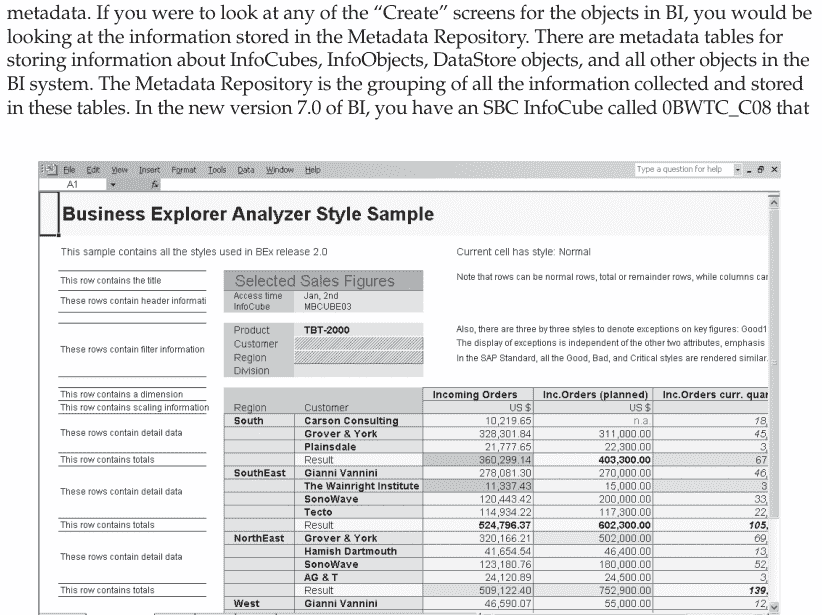 metadata. If you were to look at any of the “Create” screens for the objects in BI, you would be
looking at the information stored in the Metadata Repository. There are metadata tables for
storing information about InfoCubes, InfoObjects, DataStore objects, and all other objects in the
BI system. The Metadata Repository is the grouping of all the information collected and stored
in these tables. In the new version 7.0 of BI, you have an SBC InfoCube called 0BWTC_C08 that
File Edit View Insert Format Tools Data Window Help Type a question for help
A1 fx
Business Explorer Analyzer Style Sample
This sample contains all the styles used in BEx release 2.0 Current cell has style: Normal
This row contains the title Selected Sales Figures Note that rows can be normal rows, total or remainder rows, while columns car
These rows contain header informati Access time Jan, 2nd
InfoCube MBCUBE03
Product TBT-2000 Also, there are three by three styles to denote exceptions on key figures: Good1
These rows contain filter information Customer The display of exceptions is independent of the other two attributes, emphasis
Region In the SAP Standard, all the Good, Bad, and Critical styles are rendered similar.
Division
This row contains a dimension Incoming Orders Inc.Orders (planned) Inc.Orders curr. quar
This row contains scaling information Region Customer US $ US $
South Carson Consulting 10,219.65 n.a. 18,
These rows contain detail data Grover & York 328,301.84 311,000.00 45,
Plainsdale 21,777.65 22,300.00 3,
This row contains totals Result 360,299.14 403,300.00 67
SouthEast Gianni Vannini 278,081.30 270,000.00 46,
These rows contain detail data The Wainright Institute 11,337.43 15,000.00 3
SonoWave 120,443.42 200,000.00 33,
Tecto 114,934.22 117,300.00 22,
This row contains totals Result 524,796.37 602,300.00 105,
NorthEast Grover & York 320,166.21 502,000.00 69,
These rows contain detail data Hamish Dartmouth 41,654.54 46,400.00 13,
SonoWave 123,180.76 180,000.00 52,
AG & T 24,120.89 24,500.00 3,
This row contains totals Result 509,122.40 752,900.00 139,
West Gianni Vannini 46,590.07 55,000.00 12,